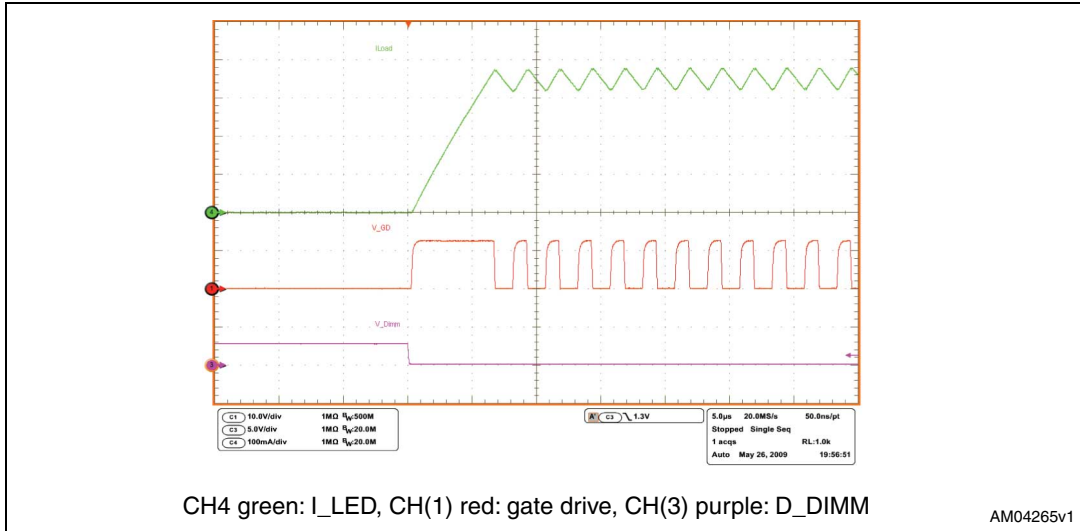 ILoad
4
V_GD
1
V_Dimm
3
C1 10.0V/div 1MΩ BW:500M
C3 5.0V/div 1MΩ BW:20.0M
C4 100mA/div 1MΩ BW:20.0M
A' C3 \ 1.3V
5.0µs 20.0MS/s 50.0ns/pt
Stopped Single Seq
1 acqs RL:1.0k
Auto May 26, 2009 19:56:51
CH4 green: I_LED, CH(1) red: gate drive, CH(3) purple: D_DIMM
AM04265v1